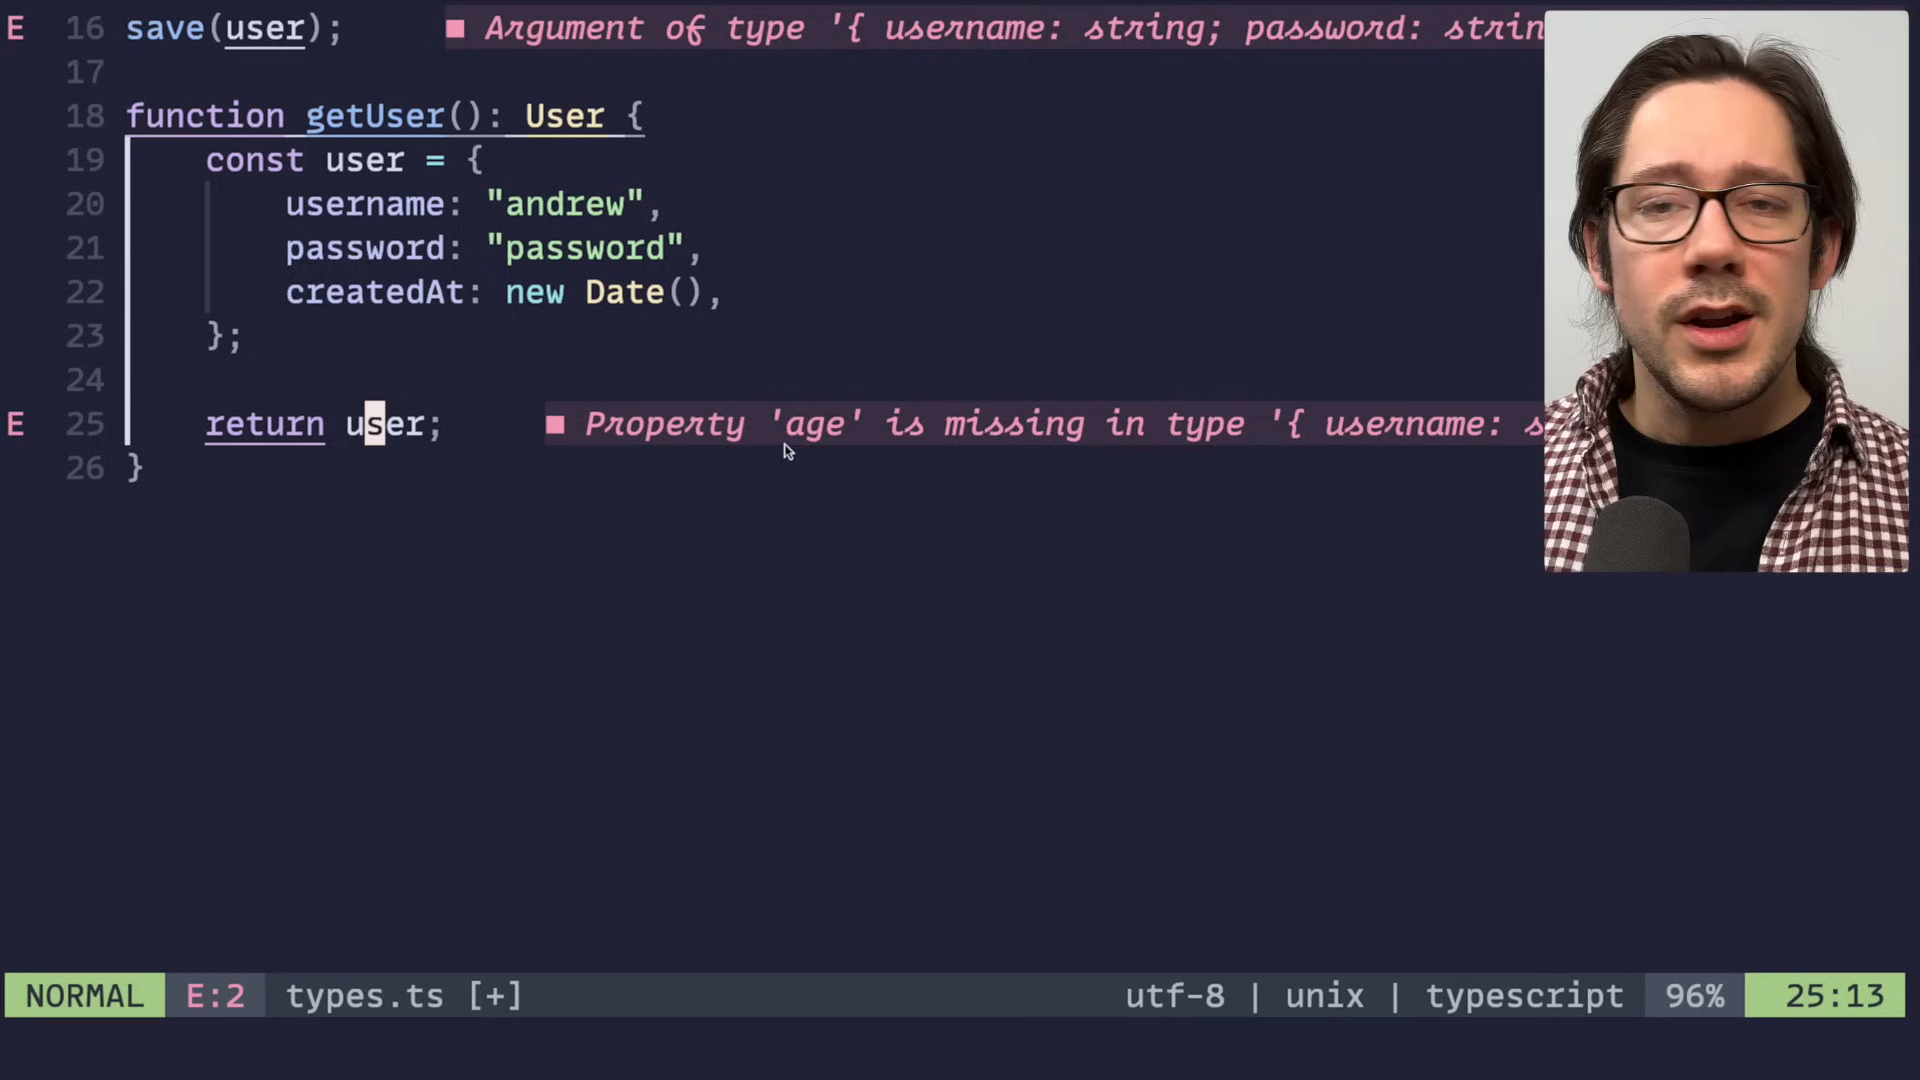 E 16 save(user); ■ Argument of type '{ username: string; password: strin
17
18 function getUser(): User {
19 const user = {
20 username: "andrew",
21 password: "password",
22 createdAt: new Date(),
23 };
24
E 25 return user; ■ Property 'age' is missing in type '{ username: s
26 }
NORMAL E:2 types.ts [+] utf-8 | unix | typescript 96% 25:13